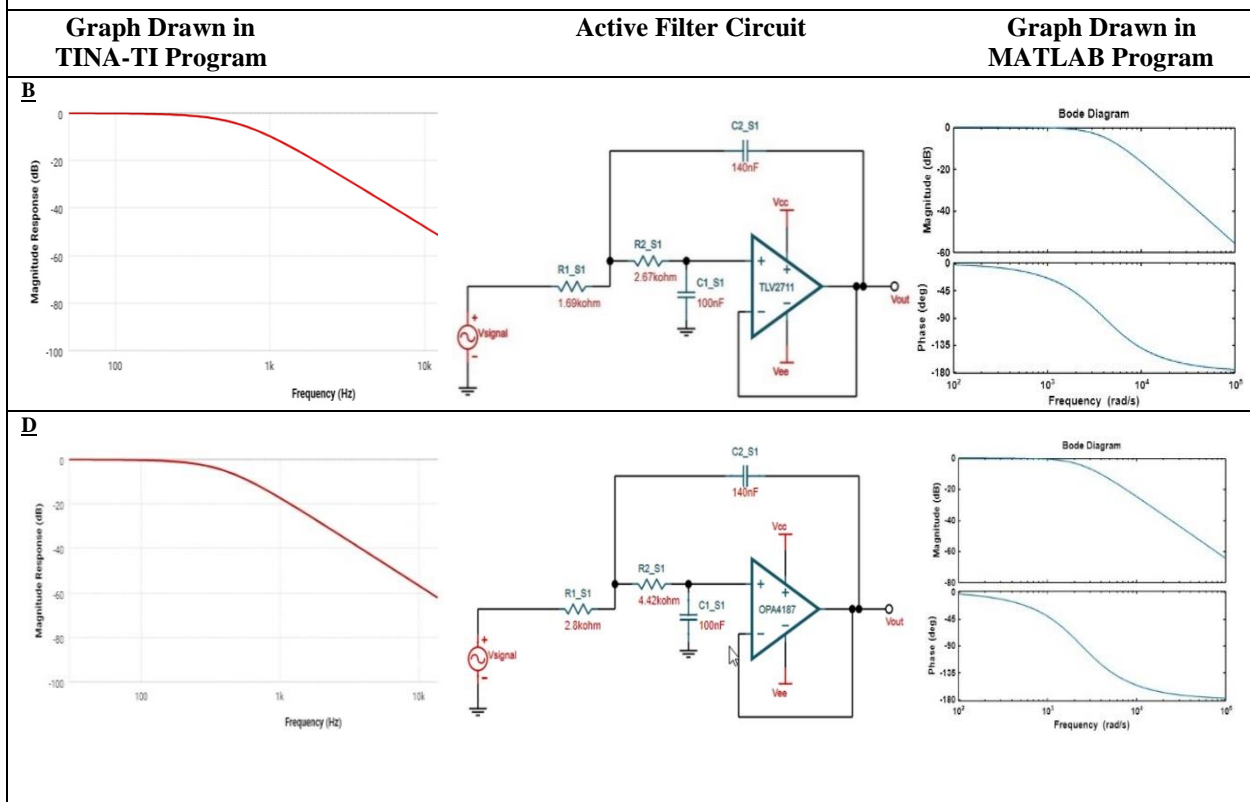 Graph Drawn in
TINA-TI Program
Active Filter Circuit
Graph Drawn in
MATLAB Program
B
Magnitude Response (dB)
0
-20
-40
-60
-80
-100
100
1k
10k
Frequency (Hz)
C2_S1
140nF
Vcc
R2_S1
2.67kohm
R1_S1
1.69kohm
C1_S1
100nF
+
+
TLV2711
−
−
Vout
+
Vsignal
-
Vee
Bode Diagram
Magnitude (dB)
0
-20
-40
-60
Phase (deg)
0
-45
-90
-135
-180
10²
10³
10⁴
10⁵
Frequency (rad/s)
D
Magnitude Response (dB)
0
-20
-40
-60
-80
-100
100
1k
10k
Frequency (Hz)
C2_S1
140nF
Vcc
R2_S1
4.42kohm
R1_S1
2.8kohm
C1_S1
100nF
+
+
OPA4187
−
−
Vout
+
Vsignal
-
Vee
Bode Diagram
Magnitude (dB)
0
-20
-40
-60
-80
Phase (deg)
0
-45
-90
-135
-180
10²
10³
10⁴
10⁵
Frequency (rad/s)